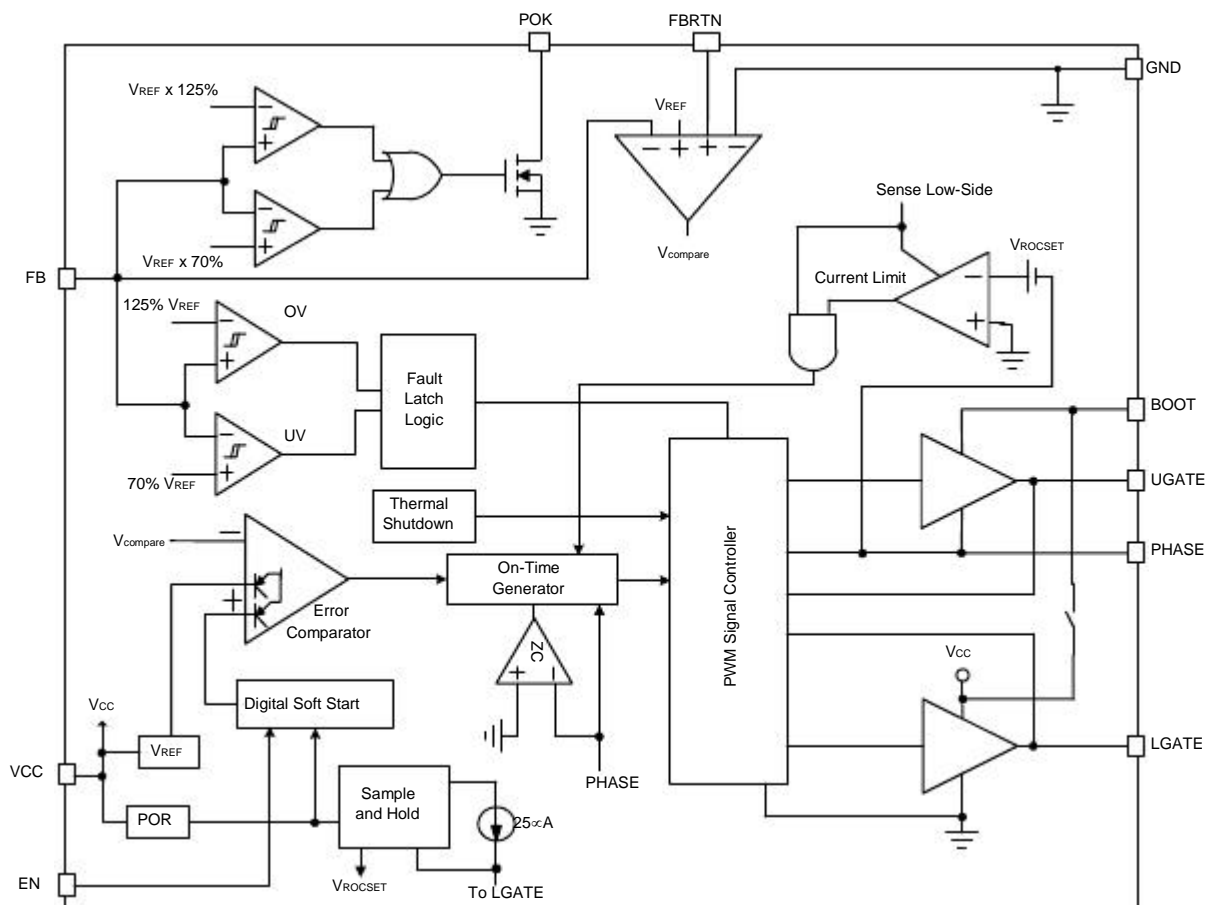 POK
FBRTN
GND
VREF x 125%
VREF
Sense Low-Side
VROCSET
VREF x 70%
Vcompare
FB
Current Limit
125% VREF
OV
Fault
Latch
Logic
BOOT
UV
70% VREF
UGATE
Thermal
Shutdown
Vcompare
On-Time
Generator
PHASE
Error
Comparator
ZC
PWM Signal Controller
VCC
Digital Soft Start
VCC
VREF
LGATE
VCC
PHASE
Sample
and Hold
POR
25∝A
EN
VROCSET
To LGATE